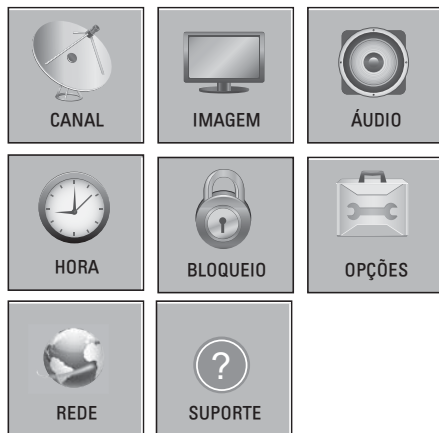 CANAL
IMAGEM
ÁUDIO
HORA
BLOQUEIO
OPÇÕES
REDE
?
SUPORTE